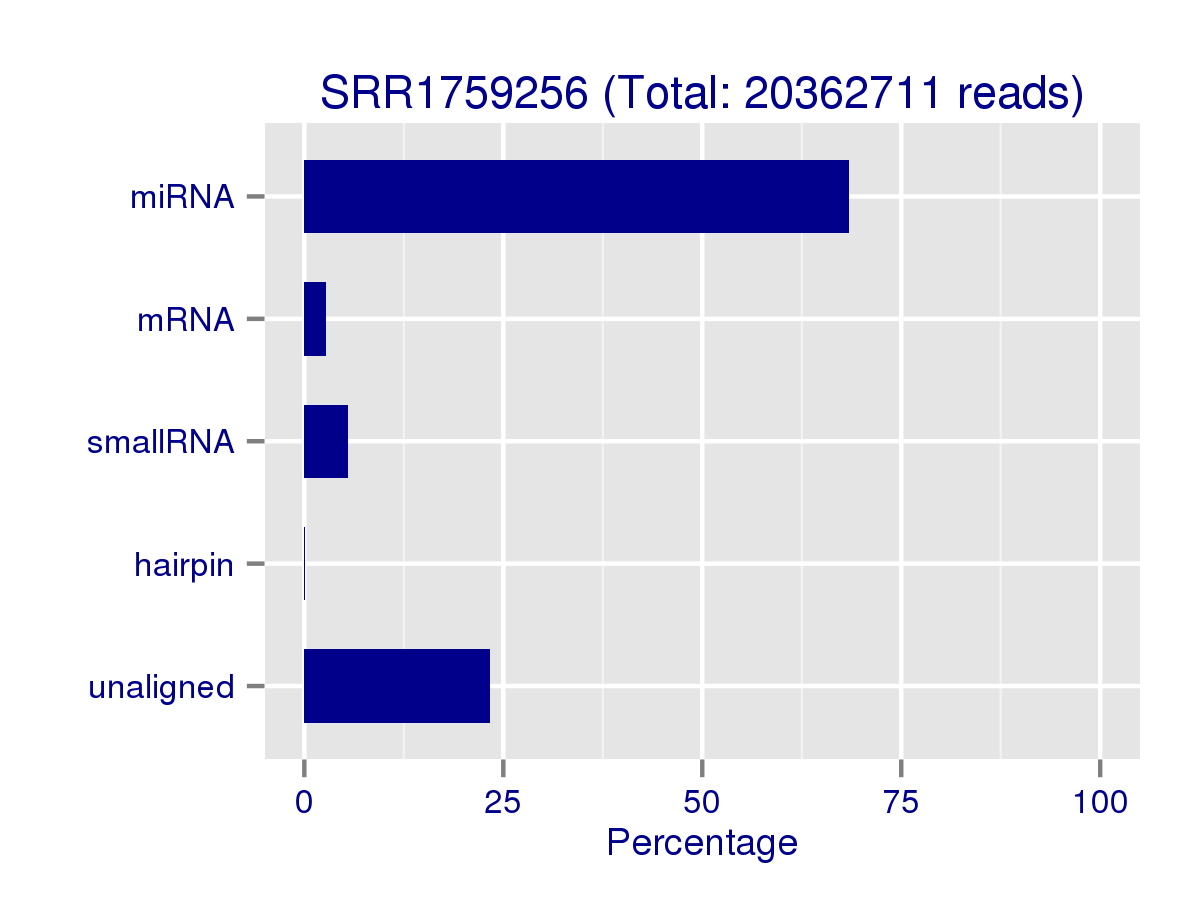 SRR1759256 (Total: 20362711 reads)
miRNA
mRNA
smallRNA
hairpin
unaligned
0 25 50 75 100
Percentage